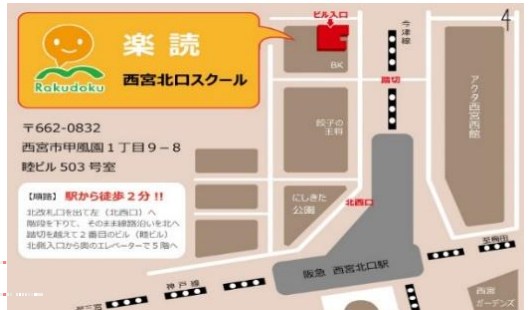 楽読
Rakudoku
西宮北口スクール
〒662-0832
西宮市甲風園1丁目9－8
睦ビル 503 号室
【順路】 駅から徒歩2分!!
北改札口を出て左（北西口）へ
階段を下りて、そのまま線路沿いを北へ
踏切を越えて2番目のビル（睦ビル）
北側入口から奥のエレベーターで5階へ
ビル入口
BK
今津線
4
踏切
餃子の
王将
アクタ西宮西館
にしきた
公園
北西口
至梅田
阪急 西宮北口駅
神戸線
至三宮
西宮
ガーデンズ